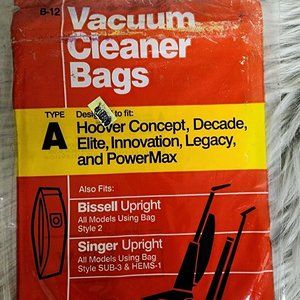 B-12
Vacuum
Cleaner
Bags
TYPE
A
Designed to fit:
Hoover Concept, Decade,
Elite, Innovation, Legacy,
and PowerMax
Also Fits:
Bissell Upright
All Models Using Bag
Style 2
Singer Upright
All Models Using Bag
Style SUB-3 & HEMS-1